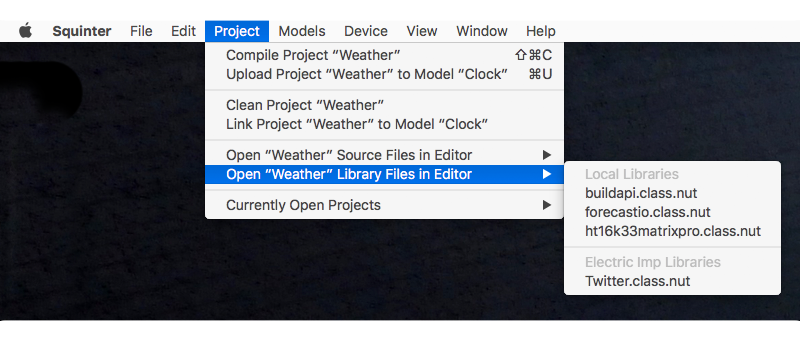 Squinter File Edit Project Models Device View Window Help
Compile Project “Weather” ⇧⌘C
Upload Project “Weather” to Model “Clock” ⌘U
Clean Project “Weather”
Link Project “Weather” to Model “Clock”
Open “Weather” Source Files in Editor
Open “Weather” Library Files in Editor
Currently Open Projects
Local Libraries
buildapi.class.nut
forecastio.class.nut
ht16k33matrixpro.class.nut
Electric Imp Libraries
Twitter.class.nut